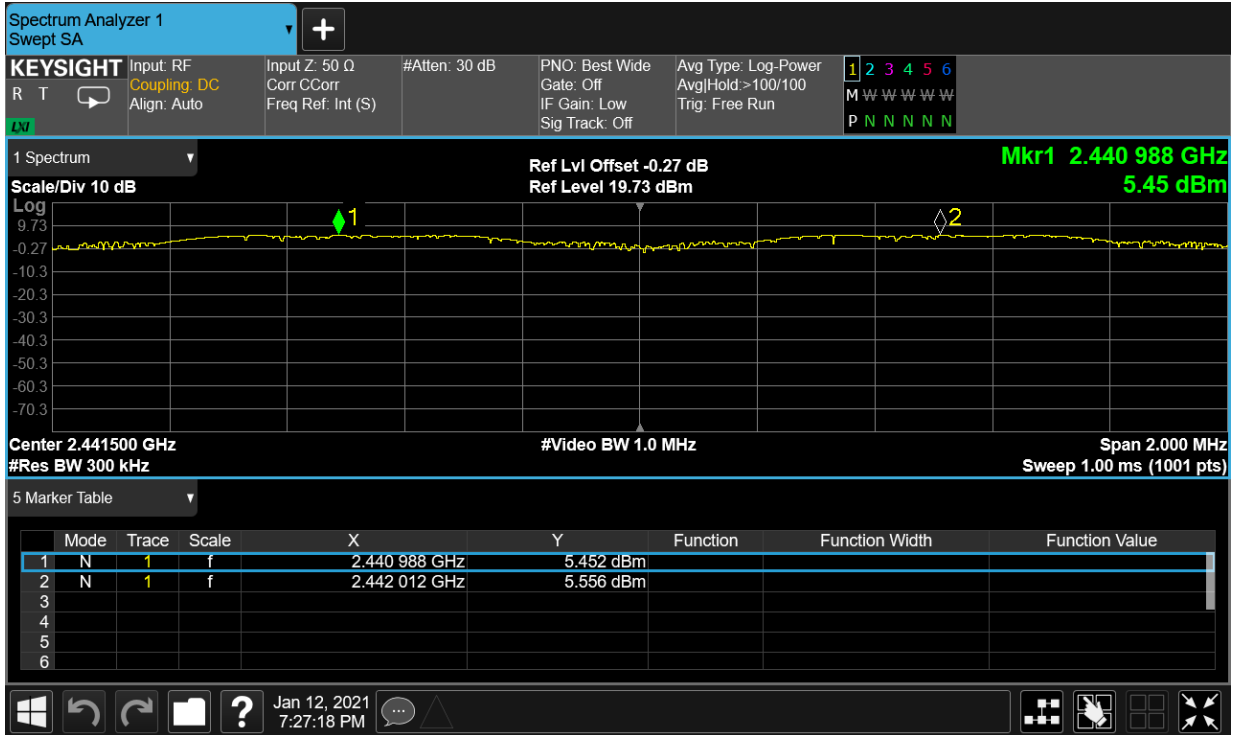 Spectrum Analyzer 1
Swept SA
+
KEYSIGHT Input: RF Input Z: 50 Ω #Atten: 30 dB PNO: Best Wide Avg Type: Log-Power 1 2 3 4 5 6
R T Coupling: DC Corr CCorr Gate: Off Avg|Hold:>100/100 M W W W W W
Align: Auto Freq Ref: Int (S) IF Gain: Low Trig: Free Run P N N N N N
LXI Sig Track: Off
1 Spectrum Ref Lvl Offset -0.27 dB Mkr1 2.440 988 GHz
Scale/Div 10 dB Ref Level 19.73 dBm 5.45 dBm
Log
1 2
9.73
-0.27
-10.3
-20.3
-30.3
-40.3
-50.3
-60.3
-70.3
Center 2.441500 GHz #Video BW 1.0 MHz Span 2.000 MHz
#Res BW 300 kHz Sweep 1.00 ms (1001 pts)
5 Marker Table
Mode Trace Scale X Y Function Function Width Function Value
1 N 1 f 2.440 988 GHz 5.452 dBm
2 N 1 f 2.442 012 GHz 5.556 dBm
3
4
5
6
? Jan 12, 2021
7:27:18 PM